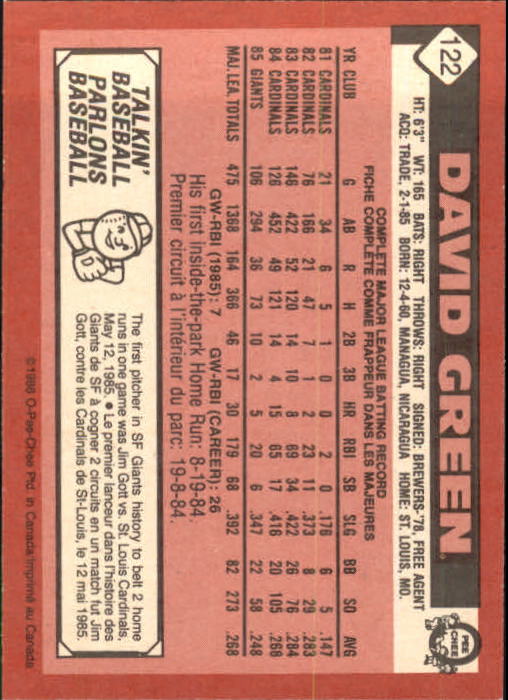 122
DAVID GREEN
O PEE CHEE
HT: 6'3" WT: 165 BATS: RIGHT THROWS: RIGHT SIGNED: BREWERS-'78, FREE AGENT
ACQ: TRADE, 2-1-85 BORN: 12-4-60, MANAGUA, NICARAGUA HOME: ST. LOUIS, MO.
COMPLETE MAJOR LEAGUE BATTING RECORD
FICHE COMPLÈTE COMME FRAPPEUR DANS LES MAJEURES
YR CLUB G AB R H 2B 3B HR RBI SB SLG BB SO AVG
81 CARDINALS 21 34 6 5 1 0 0 2 0 .176 6 5 .147
82 CARDINALS 76 166 21 47 7 1 2 23 11 .373 8 29 .283
83 CARDINALS 146 422 52 120 14 10 8 69 34 .422 26 76 .284
84 CARDINALS 126 452 49 121 14 4 15 65 17 .416 20 105 .268
85 GIANTS 106 294 36 73 10 2 5 20 6 .347 22 58 .248
MAJ. LEA. TOTALS 475 1368 164 366 46 17 30 179 68 .392 82 273 .268
GW-RBI (1985): 7 GW-RBI (CAREER): 26
His first inside-the-park Home Run: 8-19-84.
Premier circuit à l'intérieur du parc: 19-8-84.
TALKIN'
BASEBALL
PARLONS
BASEBALL
The first pitcher in SF Giants history to belt 2 home
runs in one game was Jim Gott vs. St. Louis Cardinals,
May 12, 1985. • Le premier lanceur dans l'histoire des
Giants de SF à cogner 2 circuits en un match fut Jim
Gott, contre les Cardinals de St-Louis, le 12 mai 1985.
©1986 O-Pee-Chee Ptd. in Canada/Imprimé au Canada